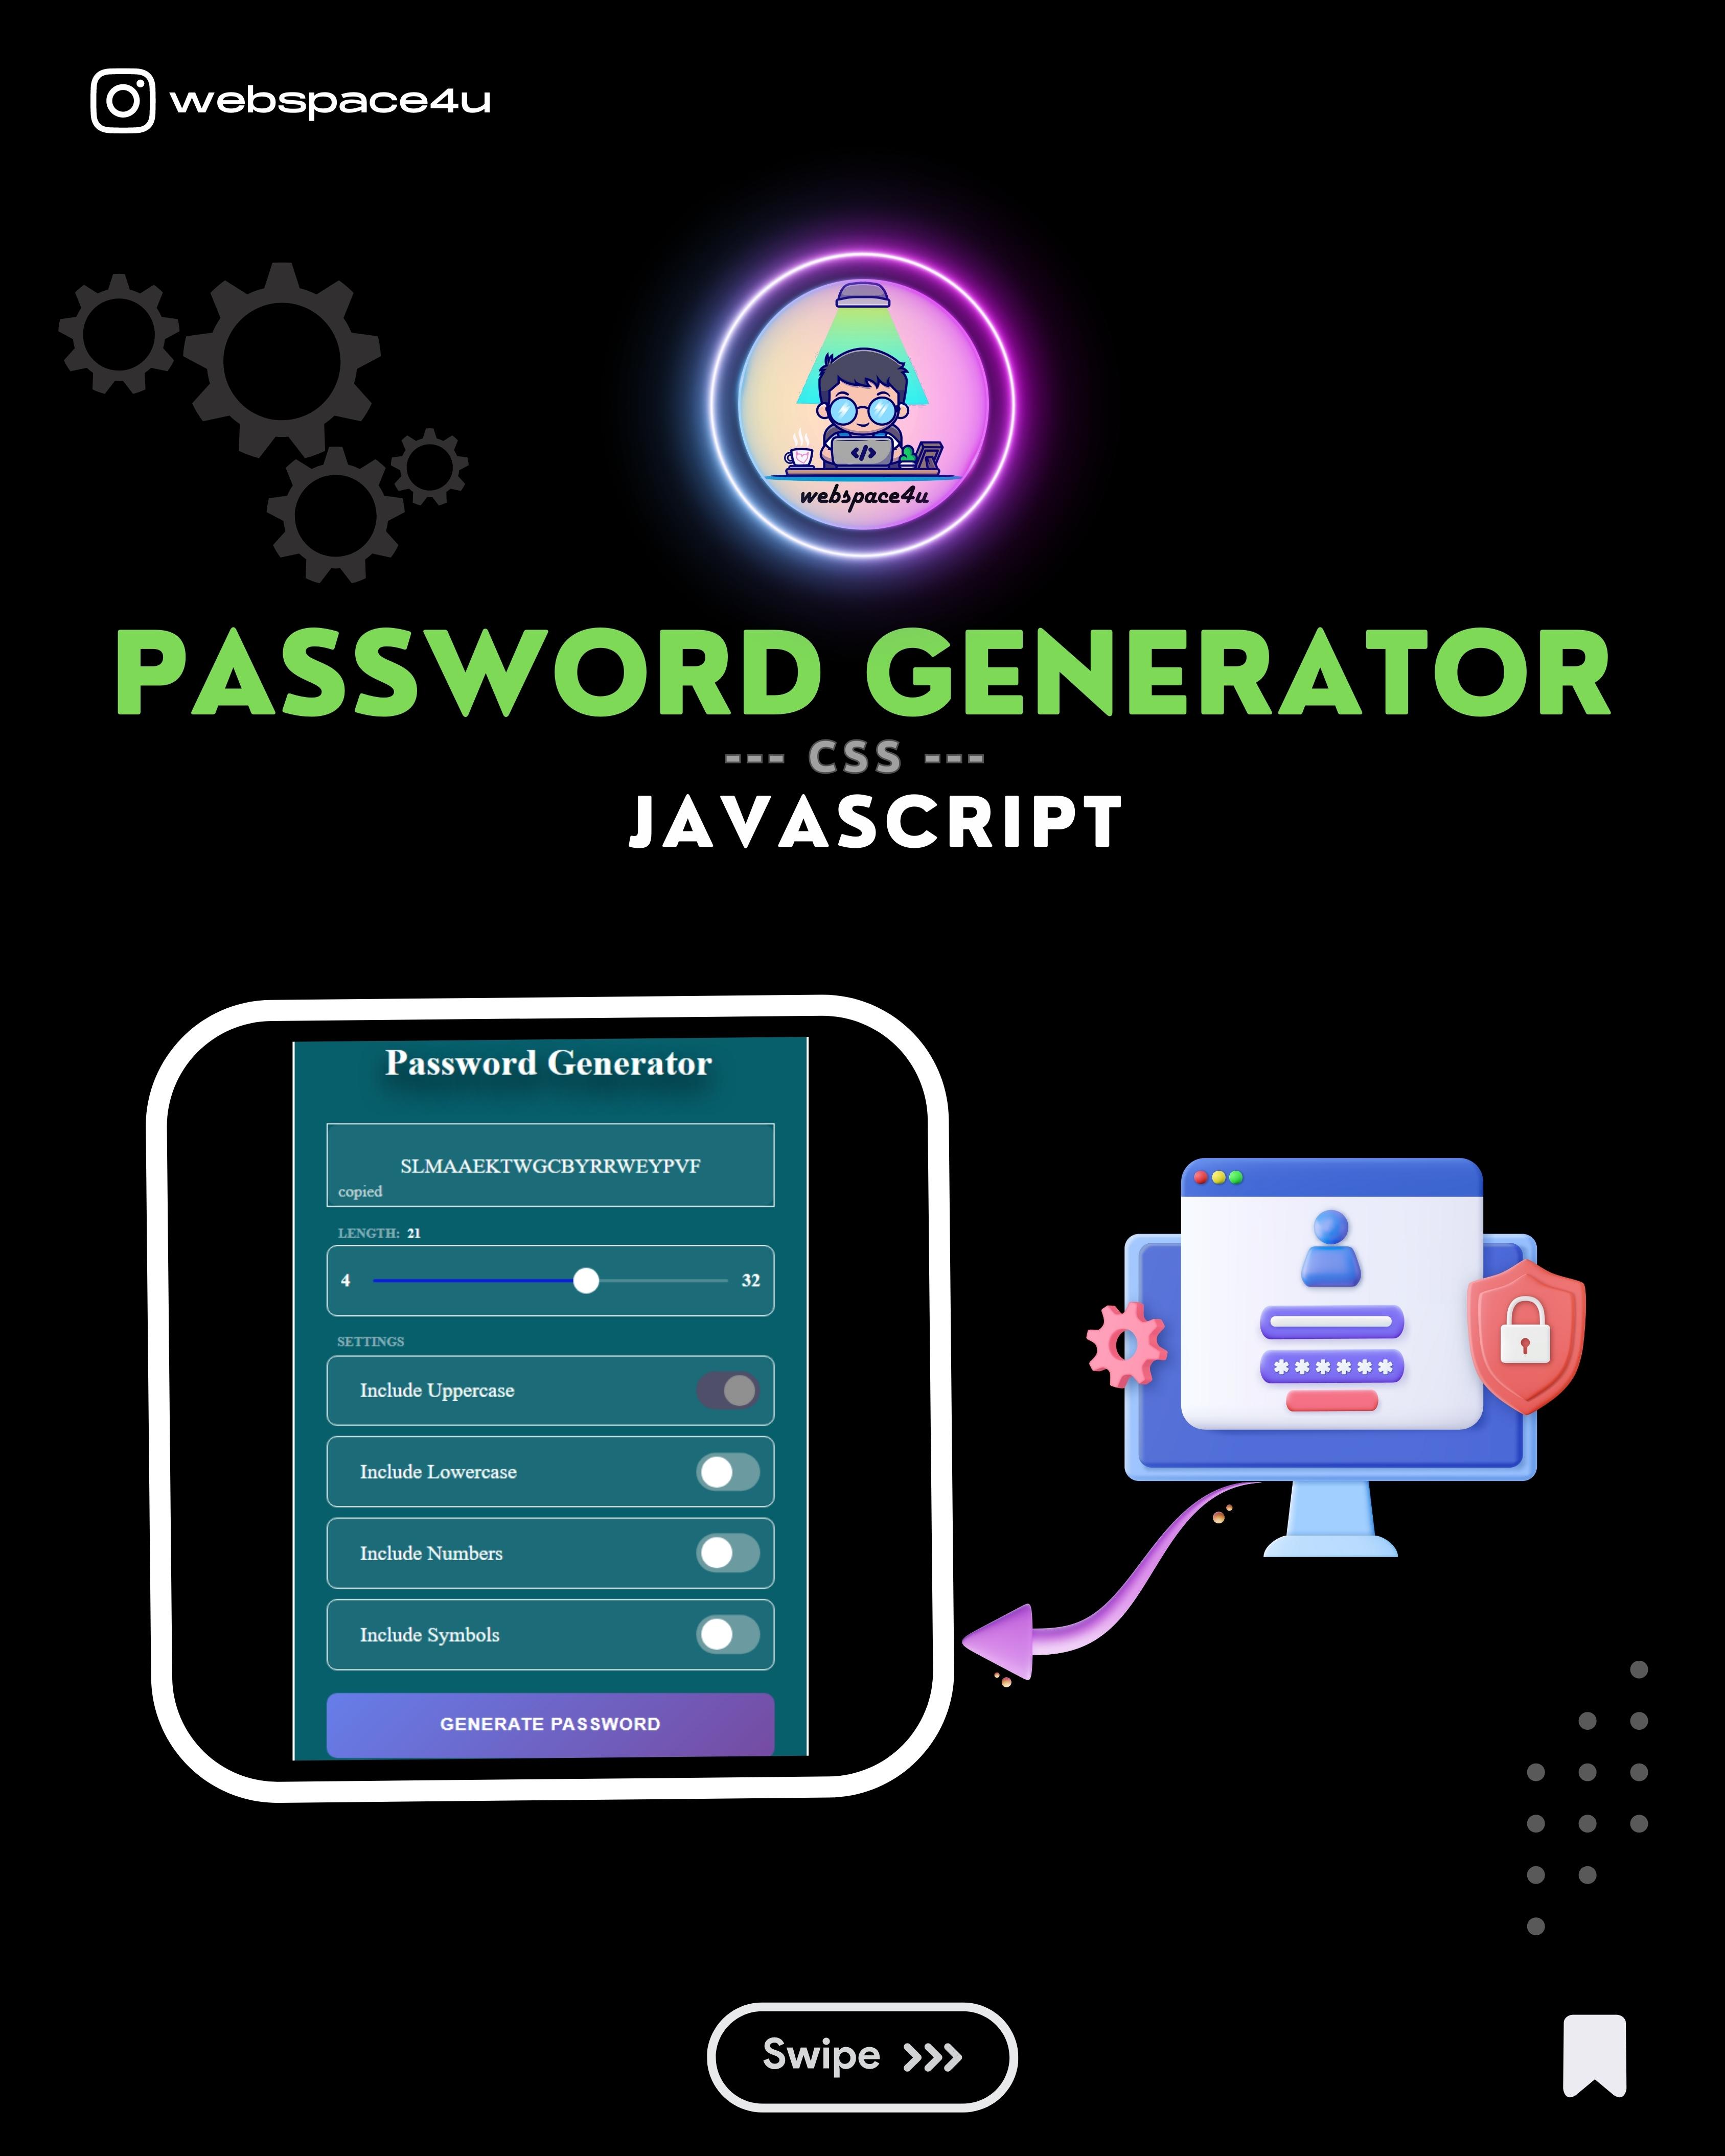 webspace4u
webspace4u
PASSWORD GENERATOR
--- CSS ---
JAVASCRIPT
Password Generator
SLMAAEKTWGCBYRRWEYPVF
copied
LENGTH: 21
4 32
SETTINGS
Include Uppercase
Include Lowercase
Include Numbers
Include Symbols
GENERATE PASSWORD
</>
******
Swipe >>>